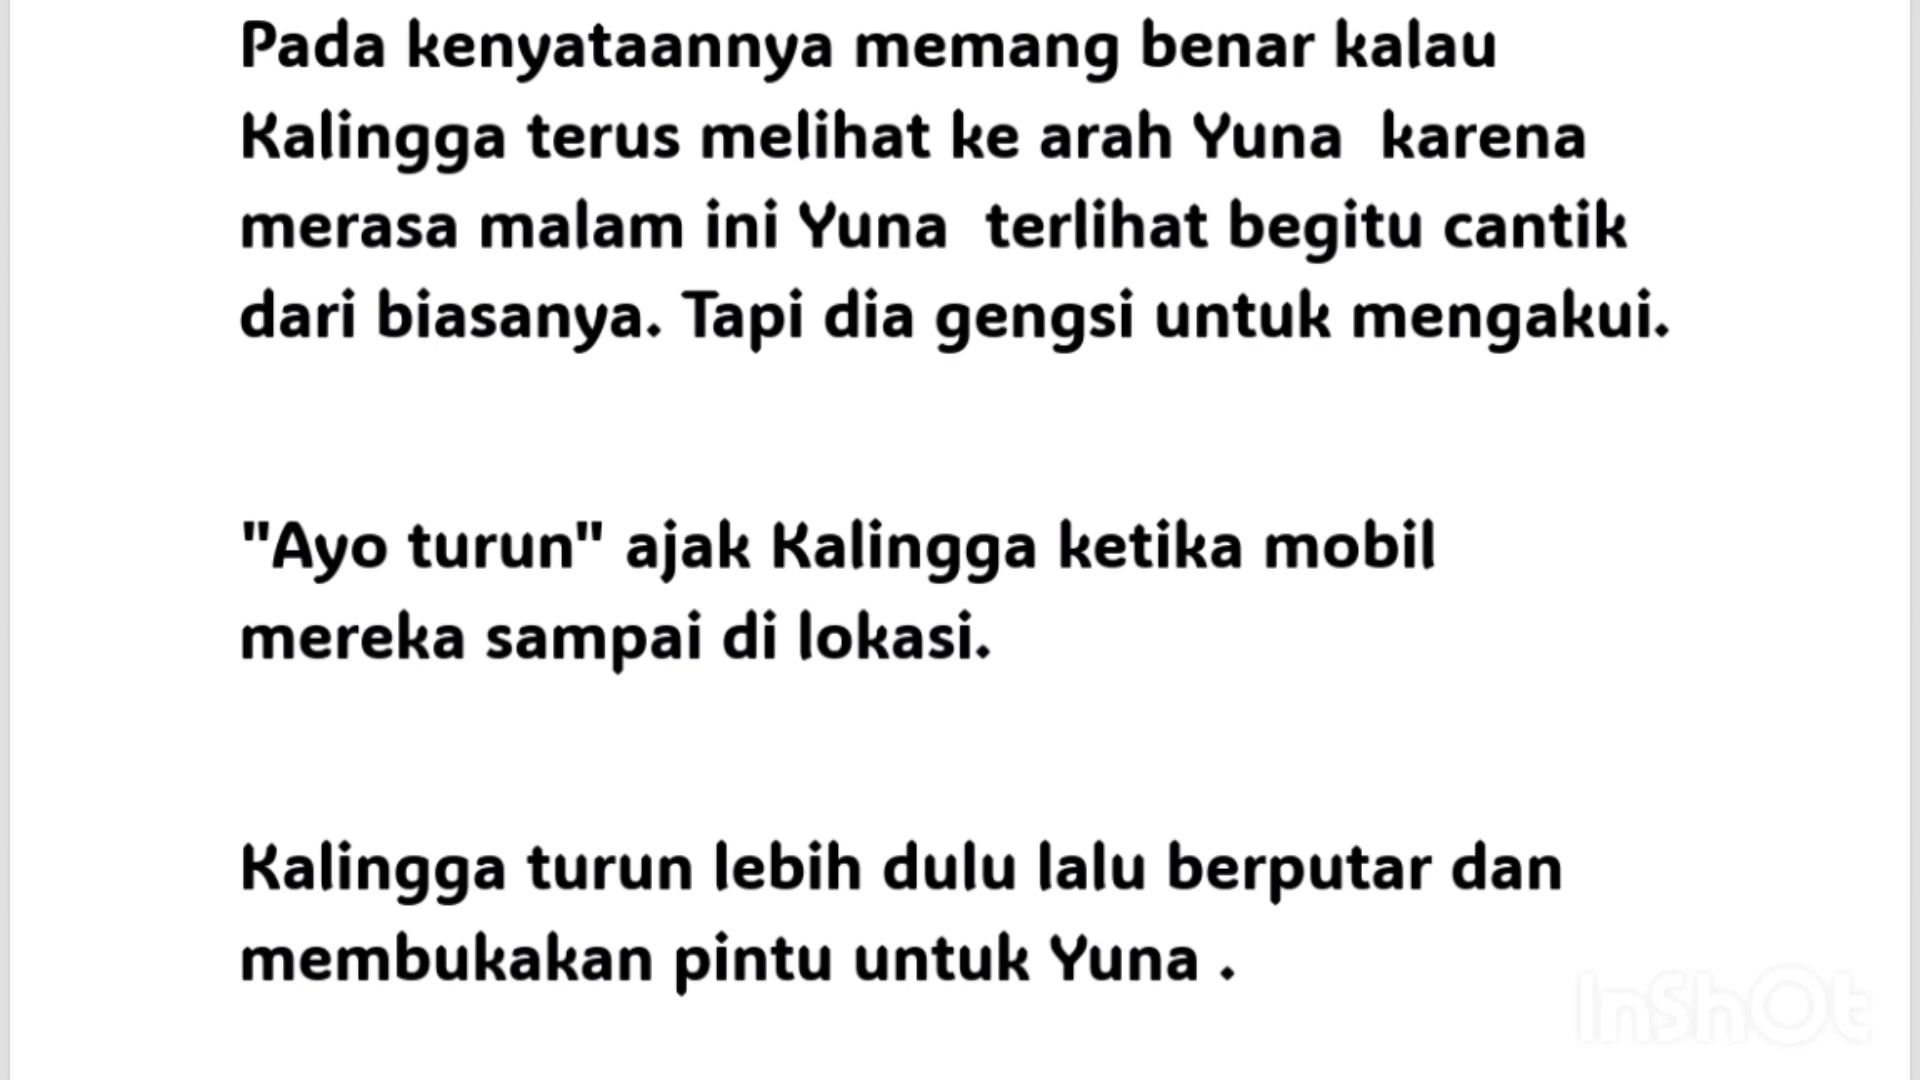 Pada kenyataannya memang benar kalau
Kalingga terus melihat ke arah Yuna  karena
merasa malam ini Yuna  terlihat begitu cantik
dari biasanya. Tapi dia gengsi untuk mengakui.
"Ayo turun" ajak Kalingga ketika mobil
mereka sampai di lokasi.
Kalingga turun lebih dulu lalu berputar dan
membukakan pintu untuk Yuna .
InShOt